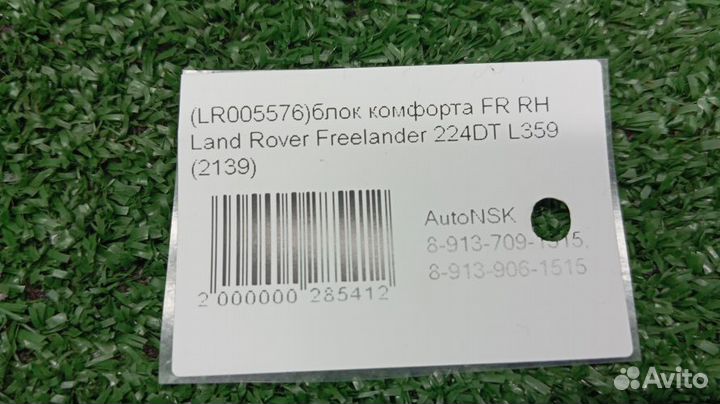 (LR005576)блок комфорта FR RH
Land Rover Freelander 224DT L359
(2139)
AutoNSK
8-913-709-1515,
8-913-906-1515
2 000000 285412
Avito